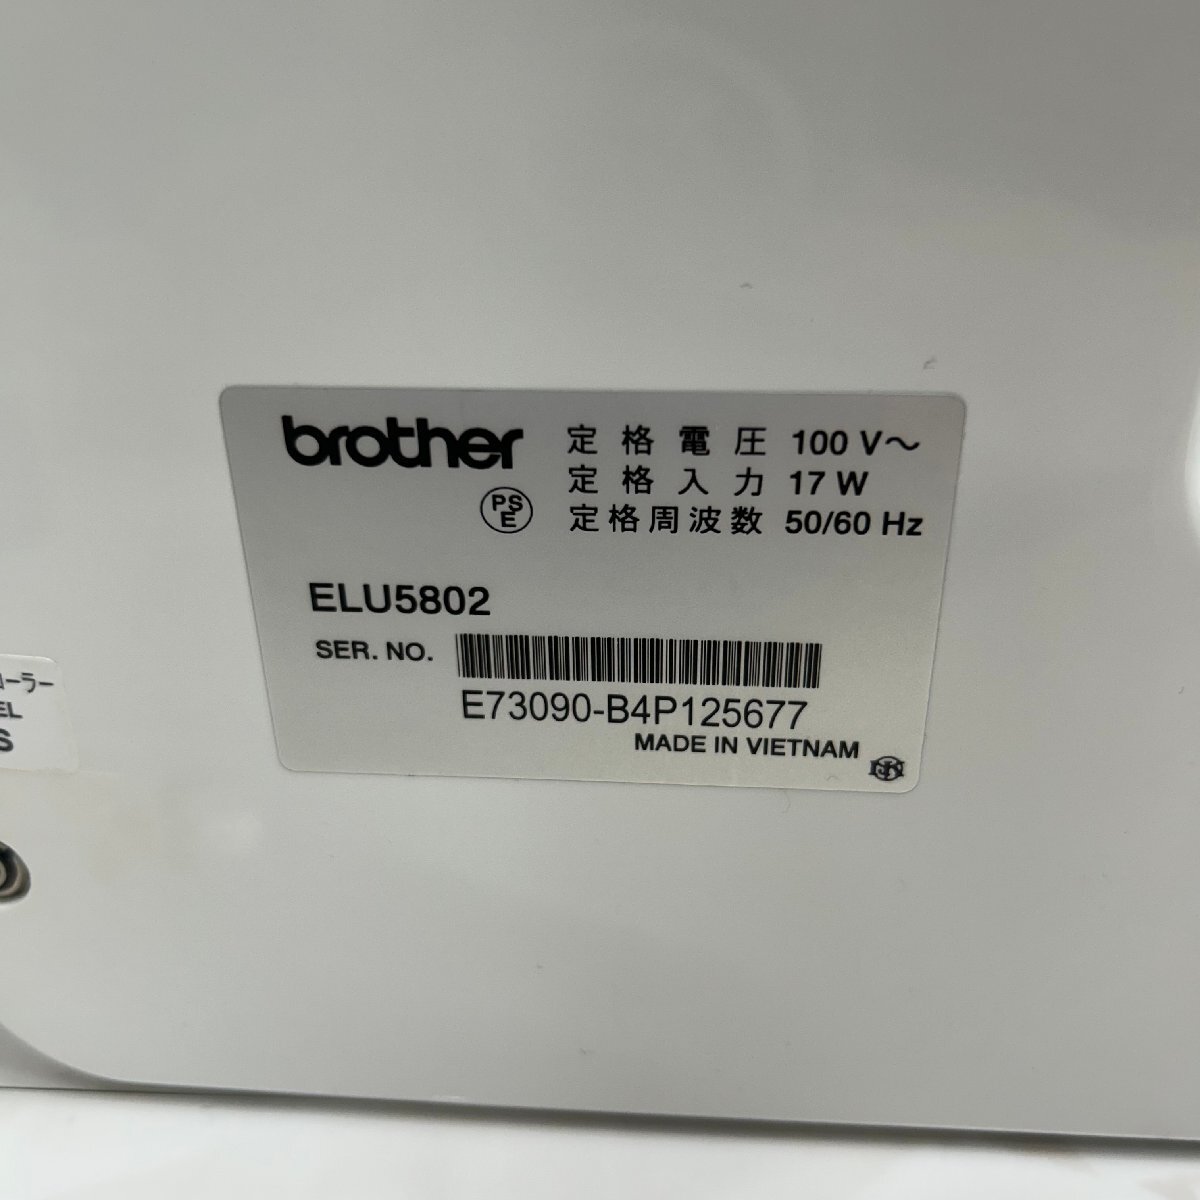 brother
定格電圧 100 V～
定格入力 17 W
定格周波数 50/60 Hz
PS
E
ELU5802
SER. NO.
E73090-B4P125677
MADE IN VIETNAM
ーラー
EL
S